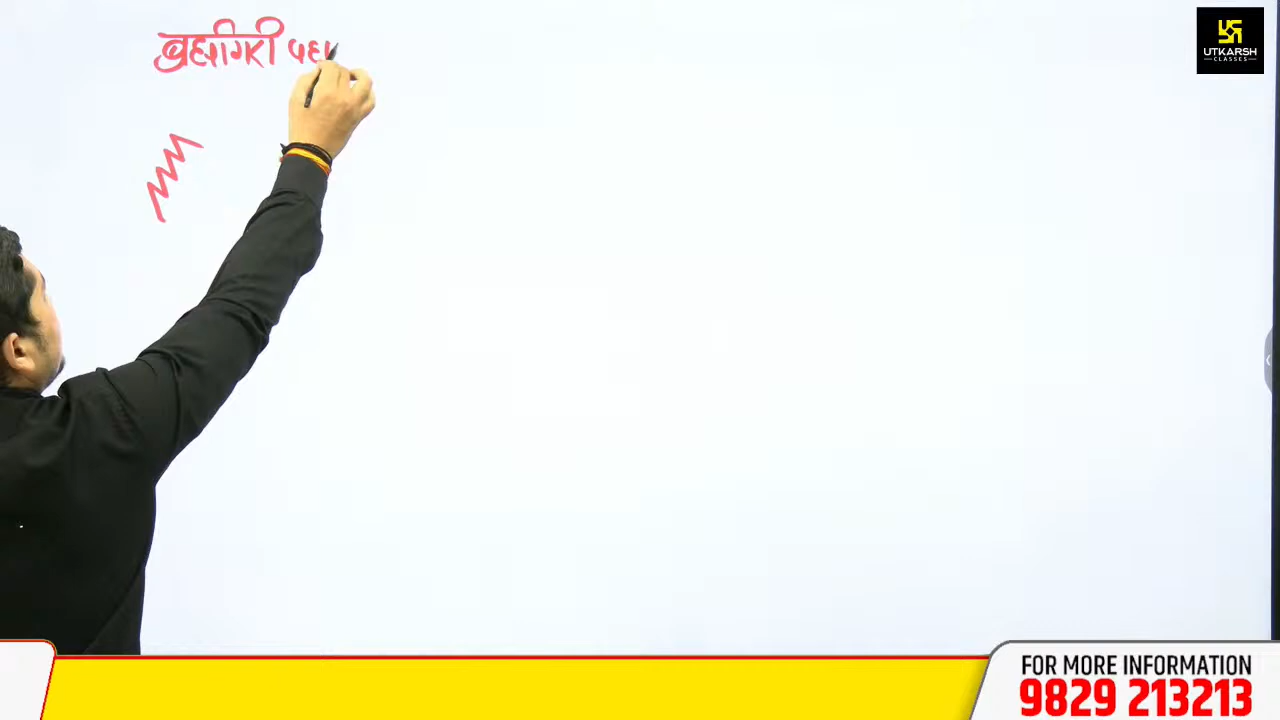 ब्रह्मगिरी पहा
UTKARSH
CLASSES
FOR MORE INFORMATION
9829 213213